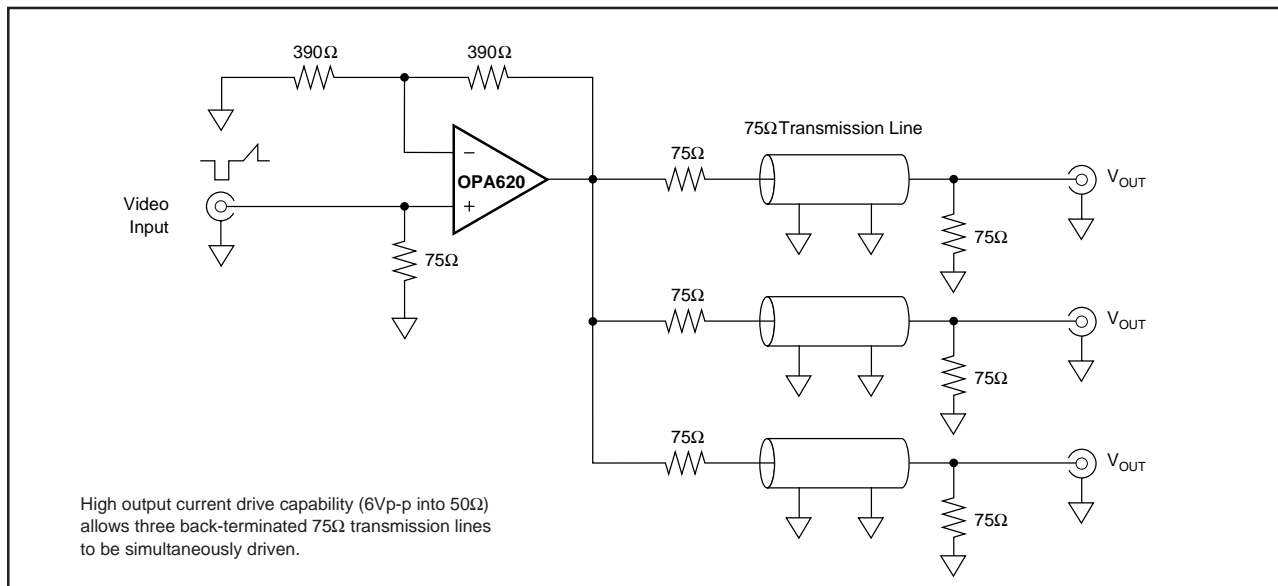 390Ω
390Ω
75Ω Transmission Line
75Ω
−
OPA620
+
Video
Input
75Ω
V_OUT
75Ω
75Ω
V_OUT
75Ω
75Ω
V_OUT
75Ω
High output current drive capability (6Vp-p into 50Ω)
allows three back-terminated 75Ω transmission lines
to be simultaneously driven.